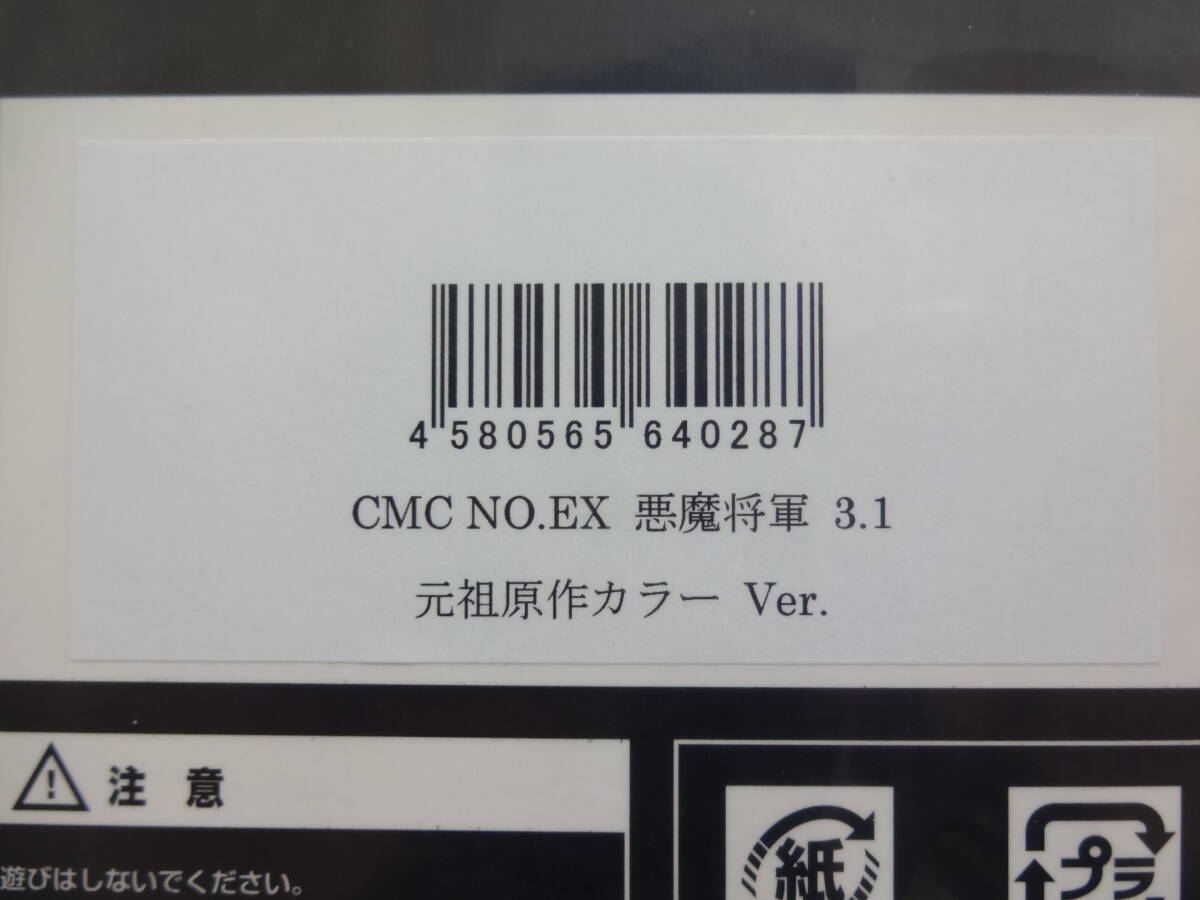 4 580565 640287
CMC NO.EX 悪魔将軍 3.1
元祖原作カラー Ver.
注 意
遊びはしないでください。
紙
プラ